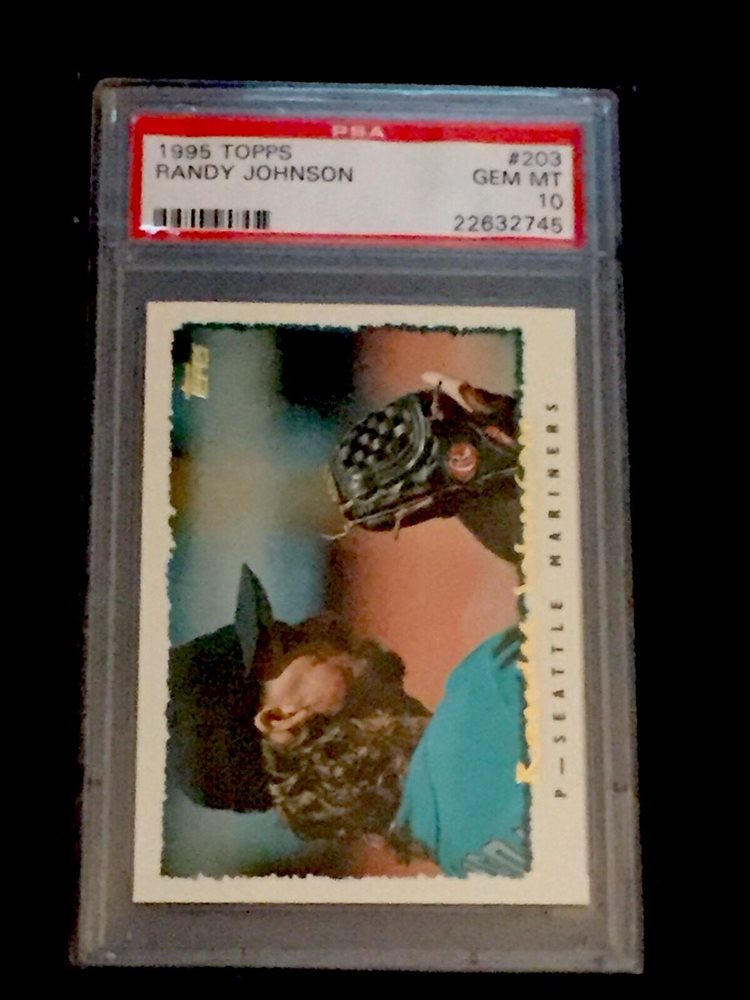 PSA
1995 TOPPS #203
RANDY JOHNSON GEM MT
10
22632745
TOPPS
P—SEATTLE MARINERS